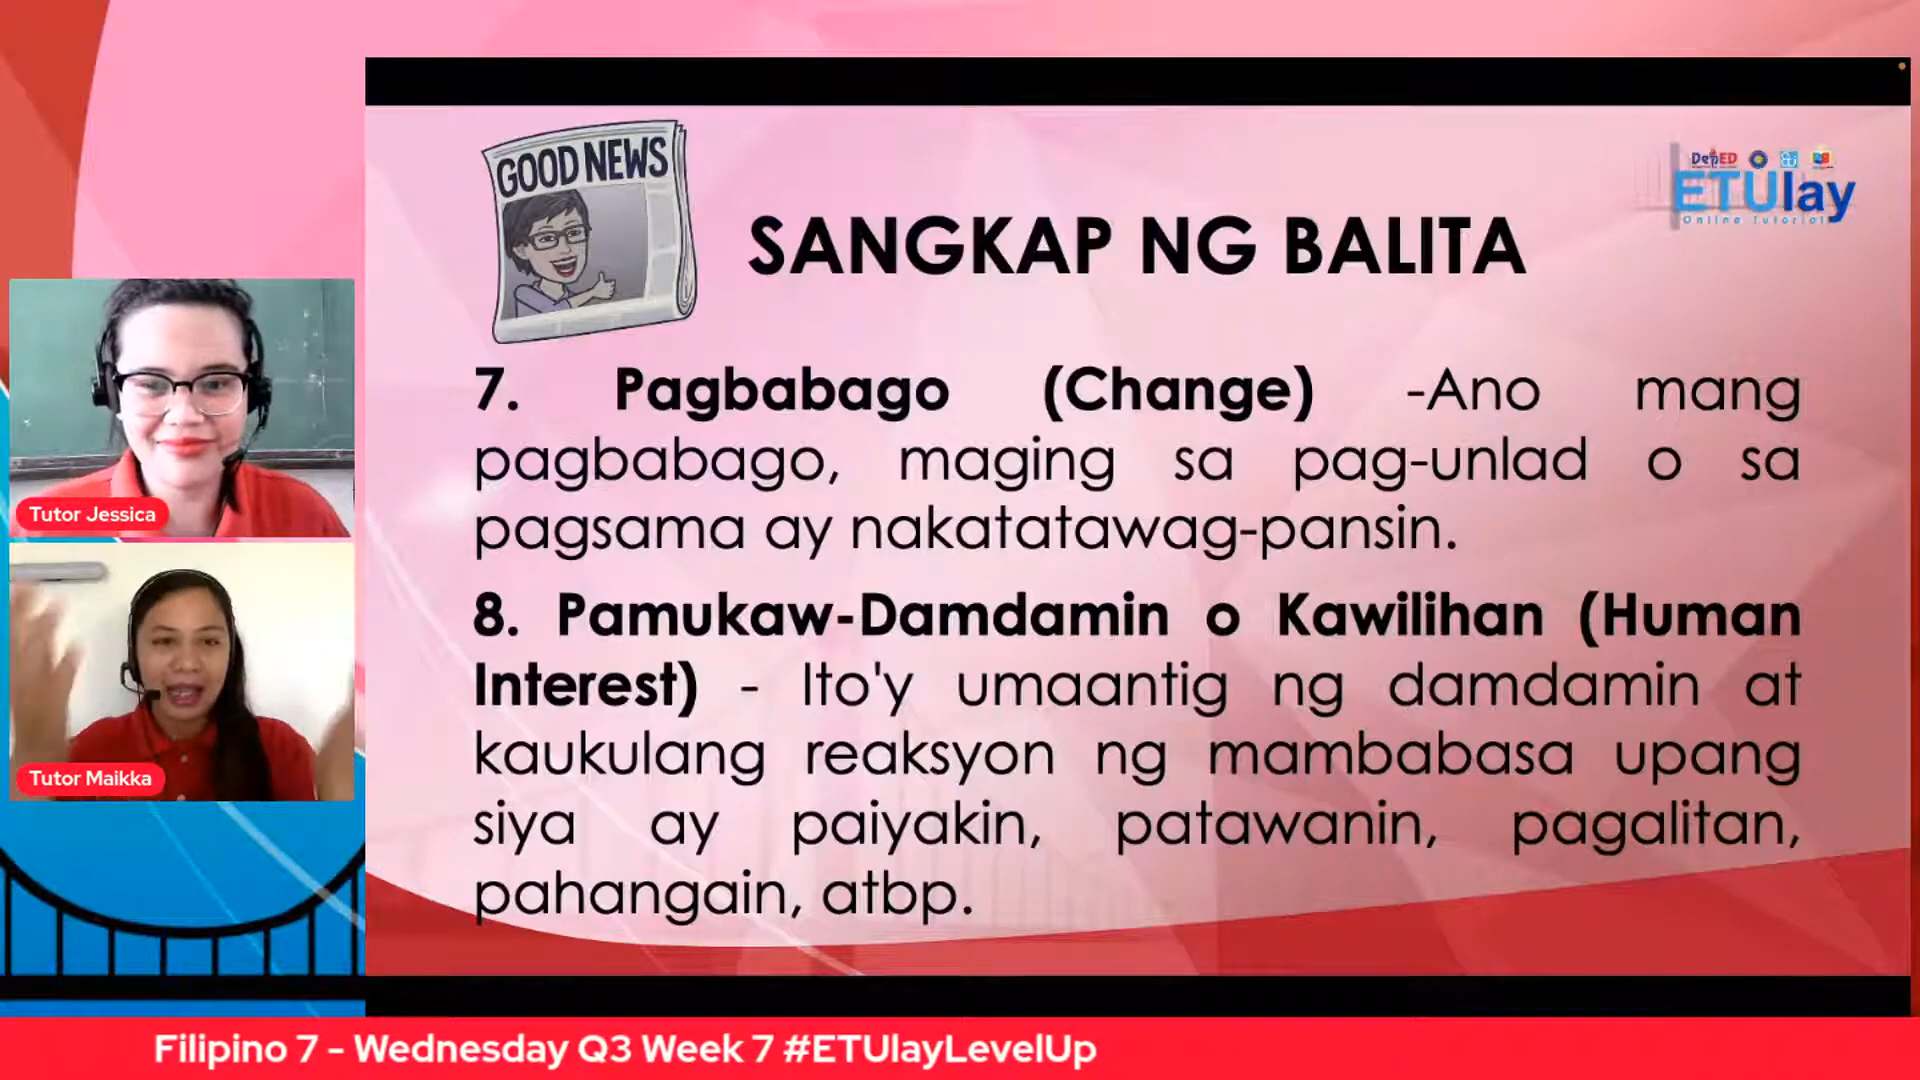 GOOD NEWS
DepED
ETUlay
Online Tutorial
SANGKAP NG BALITA
7. Pagbabago (Change) -Ano mang
pagbabago, maging sa pag-unlad o sa
pagsama ay nakatatawag-pansin.
8. Pamukaw-Damdamin o Kawilihan (Human
Interest) - Ito'y umaantig ng damdamin at
kaukulang reaksyon ng mambabasa upang
siya ay paiyakin, patawanin, pagalitan,
pahangain, atbp.
Tutor Jessica
Tutor Maikka
Filipino 7 - Wednesday Q3 Week 7 #ETUlayLevelUp